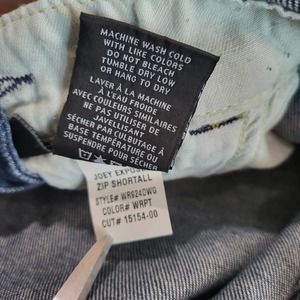 MACHINE WASH COLD
WITH LIKE COLORS
DO NOT BLEACH
TUMBLE DRY LOW
OR HANG TO DRY
LAVER À LA MACHINE
À L'EAU FROIDE
AVEC COULEURS SIMILAIRES
NE PAS UTILISER DE
JAVELLISANT
SÉCHER PAR CULBUTAGE À
BASSE TEMPÉRATURE OU
SUSPENDRE POUR SÉCHER
JOEY EXPOSED
ZIP SHORTALL
STYLE# WR924DWG
COLOR# WRPT
CUT# 15154-00